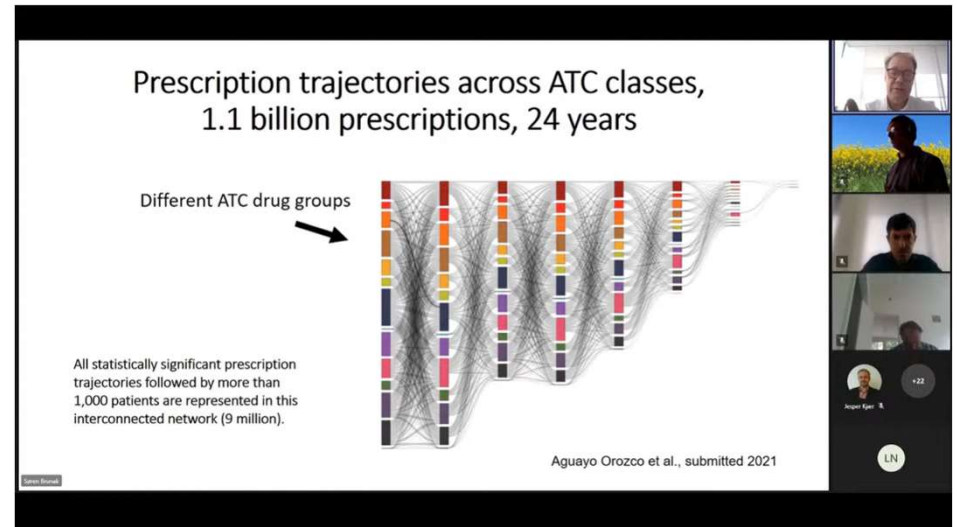 Prescription trajectories across ATC classes,
1.1 billion prescriptions, 24 years
Different ATC drug groups
All statistically significant prescription
trajectories followed by more than
1,000 patients are represented in this
interconnected network (9 million).
Aguayo Orozco et al., submitted 2021
Søren Brunak
+22
Jesper Kjær
LN